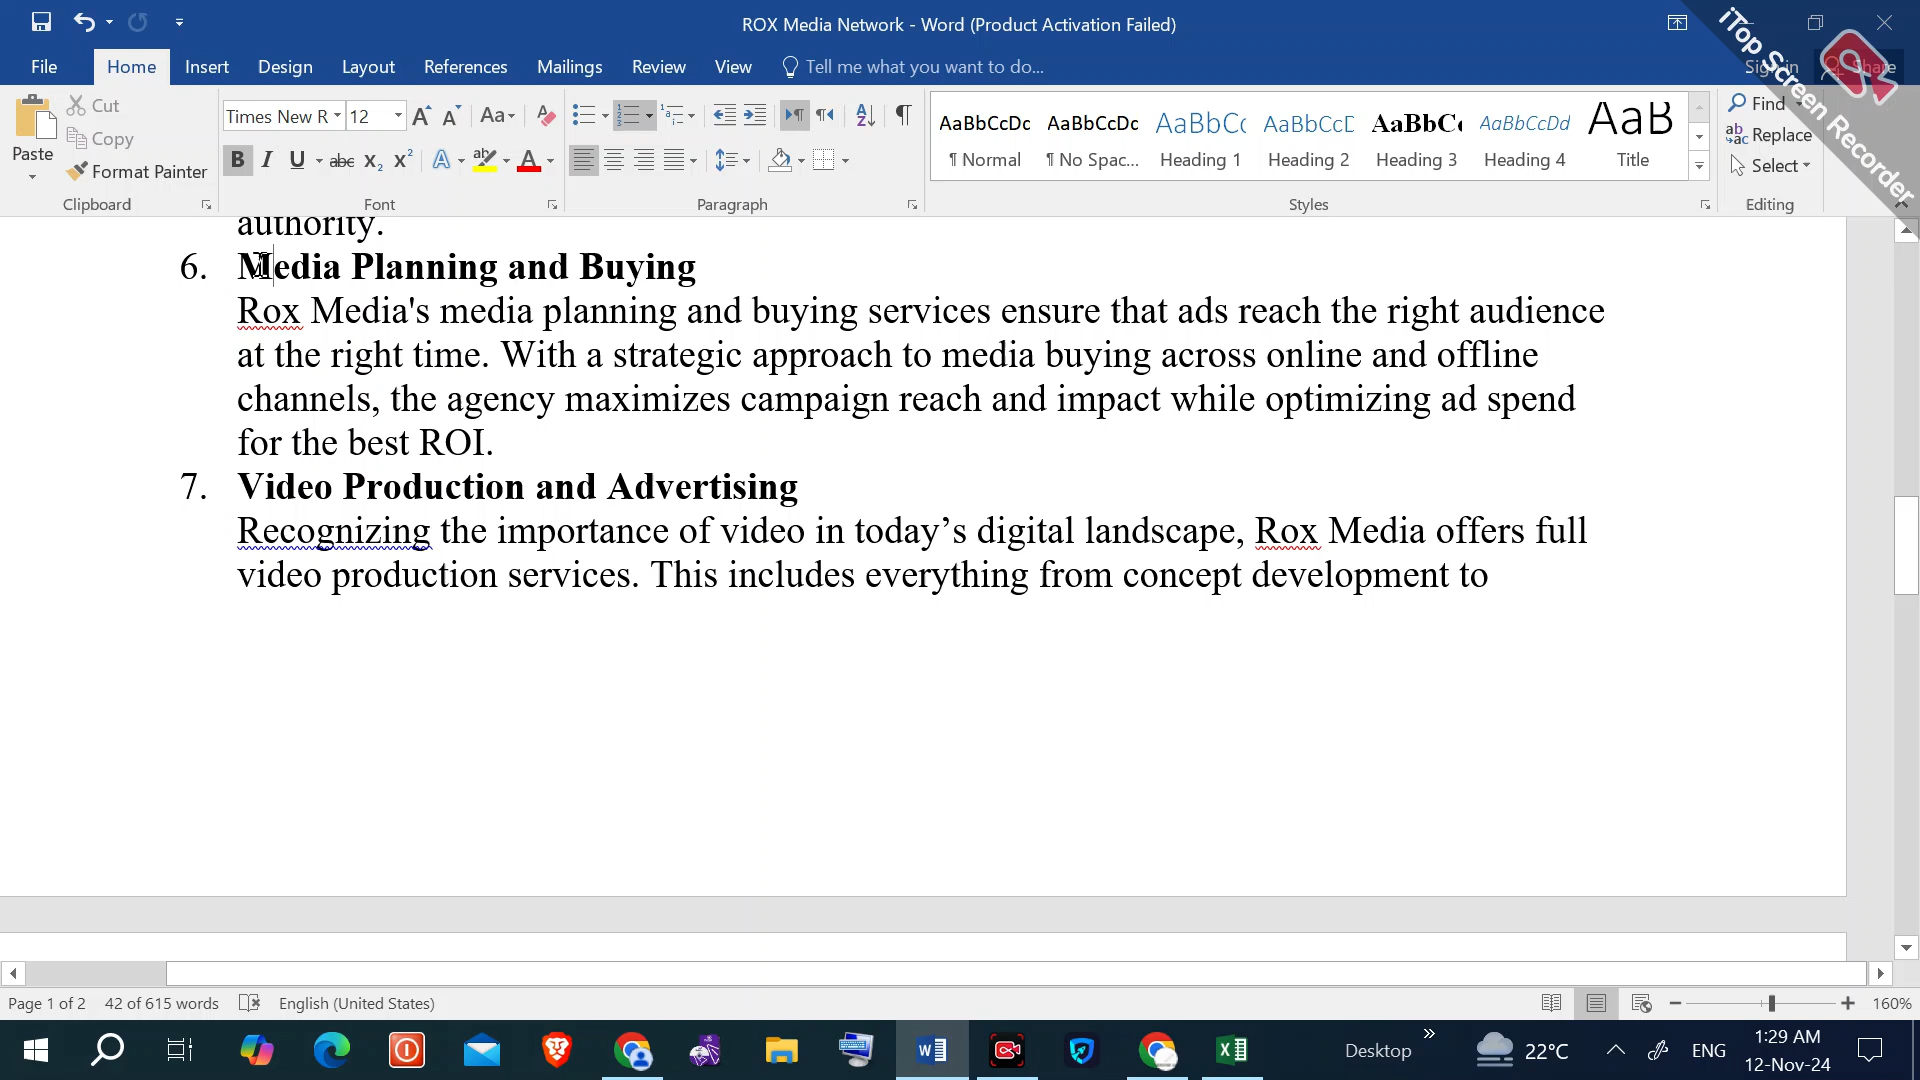 ROX Media Network - Word (Product Activation Failed)
File Home Insert Design Layout References Mailings Review View Tell me what you want to do...
iTop Screen Recorder
Paste
Cut
Copy
Format Painter
Clipboard
Times New R 12
Font
Paragraph
AaBbCcDc AaBbCcDc AaBbCc AaBbCcD AaBbCc AaBbCcDd AaB
¶ Normal ¶ No Spac... Heading 1 Heading 2 Heading 3 Heading 4 Title
Styles
Find
Replace
Select
Editing
authority.
6. Media Planning and Buying
Rox Media's media planning and buying services ensure that ads reach the right audience
at the right time. With a strategic approach to media buying across online and offline
channels, the agency maximizes campaign reach and impact while optimizing ad spend
for the best ROI.
7. Video Production and Advertising
Recognizing the importance of video in today’s digital landscape, Rox Media offers full
video production services. This includes everything from concept development to
Page 1 of 2 42 of 615 words English (United States) 160%
Desktop 22°C ENG 1:29 AM
12-Nov-24